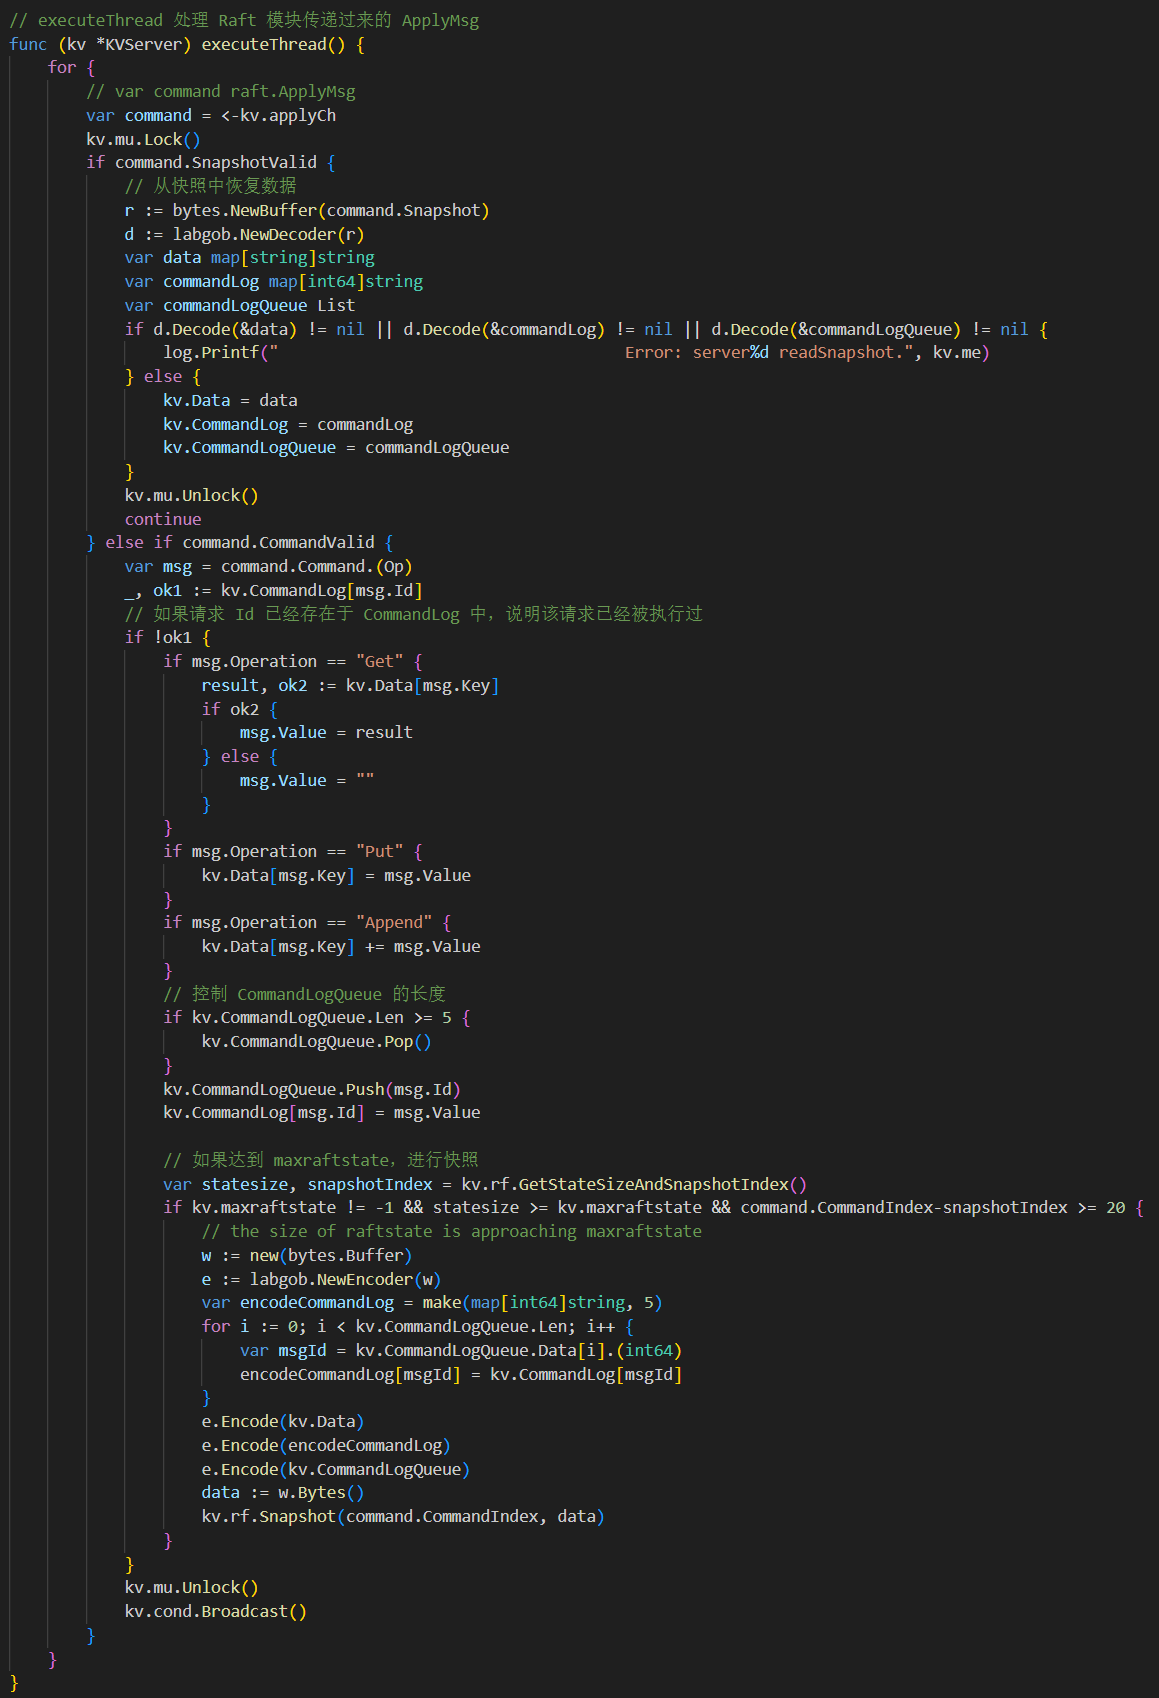 // executeThread 处理 Raft 模块传递过来的 ApplyMsg
func (kv *KVServer) executeThread() {
    for {
        // var command raft.ApplyMsg
        var command = <-kv.applyCh
        kv.mu.Lock()
        if command.SnapshotValid {
            // 从快照中恢复数据
            r := bytes.NewBuffer(command.Snapshot)
            d := labgob.NewDecoder(r)
            var data map[string]string
            var commandLog map[int64]string
            var commandLogQueue List
            if d.Decode(&data) != nil || d.Decode(&commandLog) != nil || d.Decode(&commandLogQueue) != nil {
                log.Printf("                                    Error: server%d readSnapshot.", kv.me)
            } else {
                kv.Data = data
                kv.CommandLog = commandLog
                kv.CommandLogQueue = commandLogQueue
            }
            kv.mu.Unlock()
            continue
        } else if command.CommandValid {
            var msg = command.Command.(Op)
            _, ok1 := kv.CommandLog[msg.Id]
            // 如果请求 Id 已经存在于 CommandLog 中，说明该请求已经被执行过
            if !ok1 {
                if msg.Operation == "Get" {
                    result, ok2 := kv.Data[msg.Key]
                    if ok2 {
                        msg.Value = result
                    } else {
                        msg.Value = ""
                    }
                }
                if msg.Operation == "Put" {
                    kv.Data[msg.Key] = msg.Value
                }
                if msg.Operation == "Append" {
                    kv.Data[msg.Key] += msg.Value
                }
                // 控制 CommandLogQueue 的长度
                if kv.CommandLogQueue.Len >= 5 {
                    kv.CommandLogQueue.Pop()
                }
                kv.CommandLogQueue.Push(msg.Id)
                kv.CommandLog[msg.Id] = msg.Value

                // 如果达到 maxraftstate，进行快照
                var statesize, snapshotIndex = kv.rf.GetStateSizeAndSnapshotIndex()
                if kv.maxraftstate != -1 && statesize >= kv.maxraftstate && command.CommandIndex-snapshotIndex >= 20 {
                    // the size of raftstate is approaching maxraftstate
                    w := new(bytes.Buffer)
                    e := labgob.NewEncoder(w)
                    var encodeCommandLog = make(map[int64]string, 5)
                    for i := 0; i < kv.CommandLogQueue.Len; i++ {
                        var msgId = kv.CommandLogQueue.Data[i].(int64)
                        encodeCommandLog[msgId] = kv.CommandLog[msgId]
                    }
                    e.Encode(kv.Data)
                    e.Encode(encodeCommandLog)
                    e.Encode(kv.CommandLogQueue)
                    data := w.Bytes()
                    kv.rf.Snapshot(command.CommandIndex, data)
                }
            }
            kv.mu.Unlock()
            kv.cond.Broadcast()
        }
    }
}